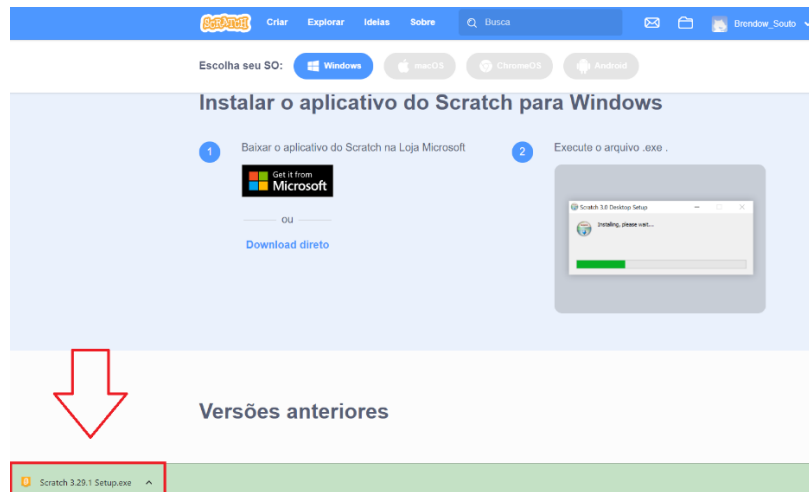 SCRATCH Criar Explorar Ideias Sobre Busca Brendow_Souto
Escolha seu SO: Windows macOS ChromeOS Android
Instalar o aplicativo do Scratch para Windows
1 Baixar o aplicativo do Scratch na Loja Microsoft
Get it from
Microsoft
ou
Download direto
2 Execute o arquivo .exe .
Scratch 3.0 Desktop Setup
Installing, please wait...
Versões anteriores
Scratch 3.29.1 Setup.exe